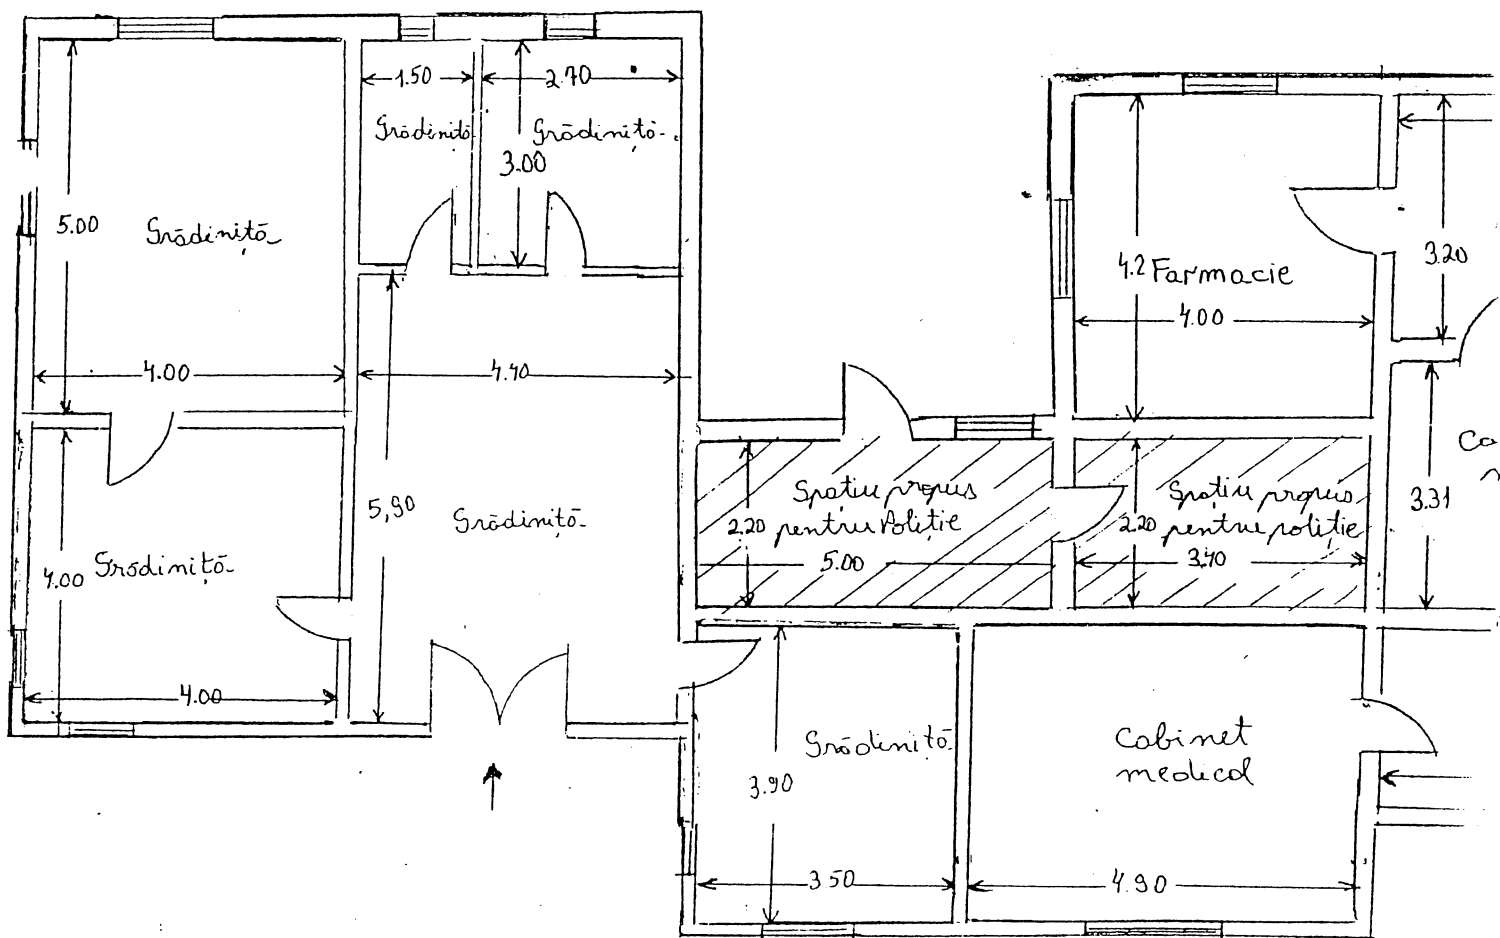 1.50
2.70
Grădiniță
Grădiniță
3.00
5.00
Grădiniță
4.00
4.40
4.2
Farmacie
4.00
3.20
5,90
Grădiniță
4.00
Grădiniță
4.00
Spațiu propus
pentru Poliție
2.20
5.00
Spațiu propus
pentru poliție
2.20
3.40
3.31
Ca
Grădiniță
3.90
3.50
Cabinet
medical
4.90